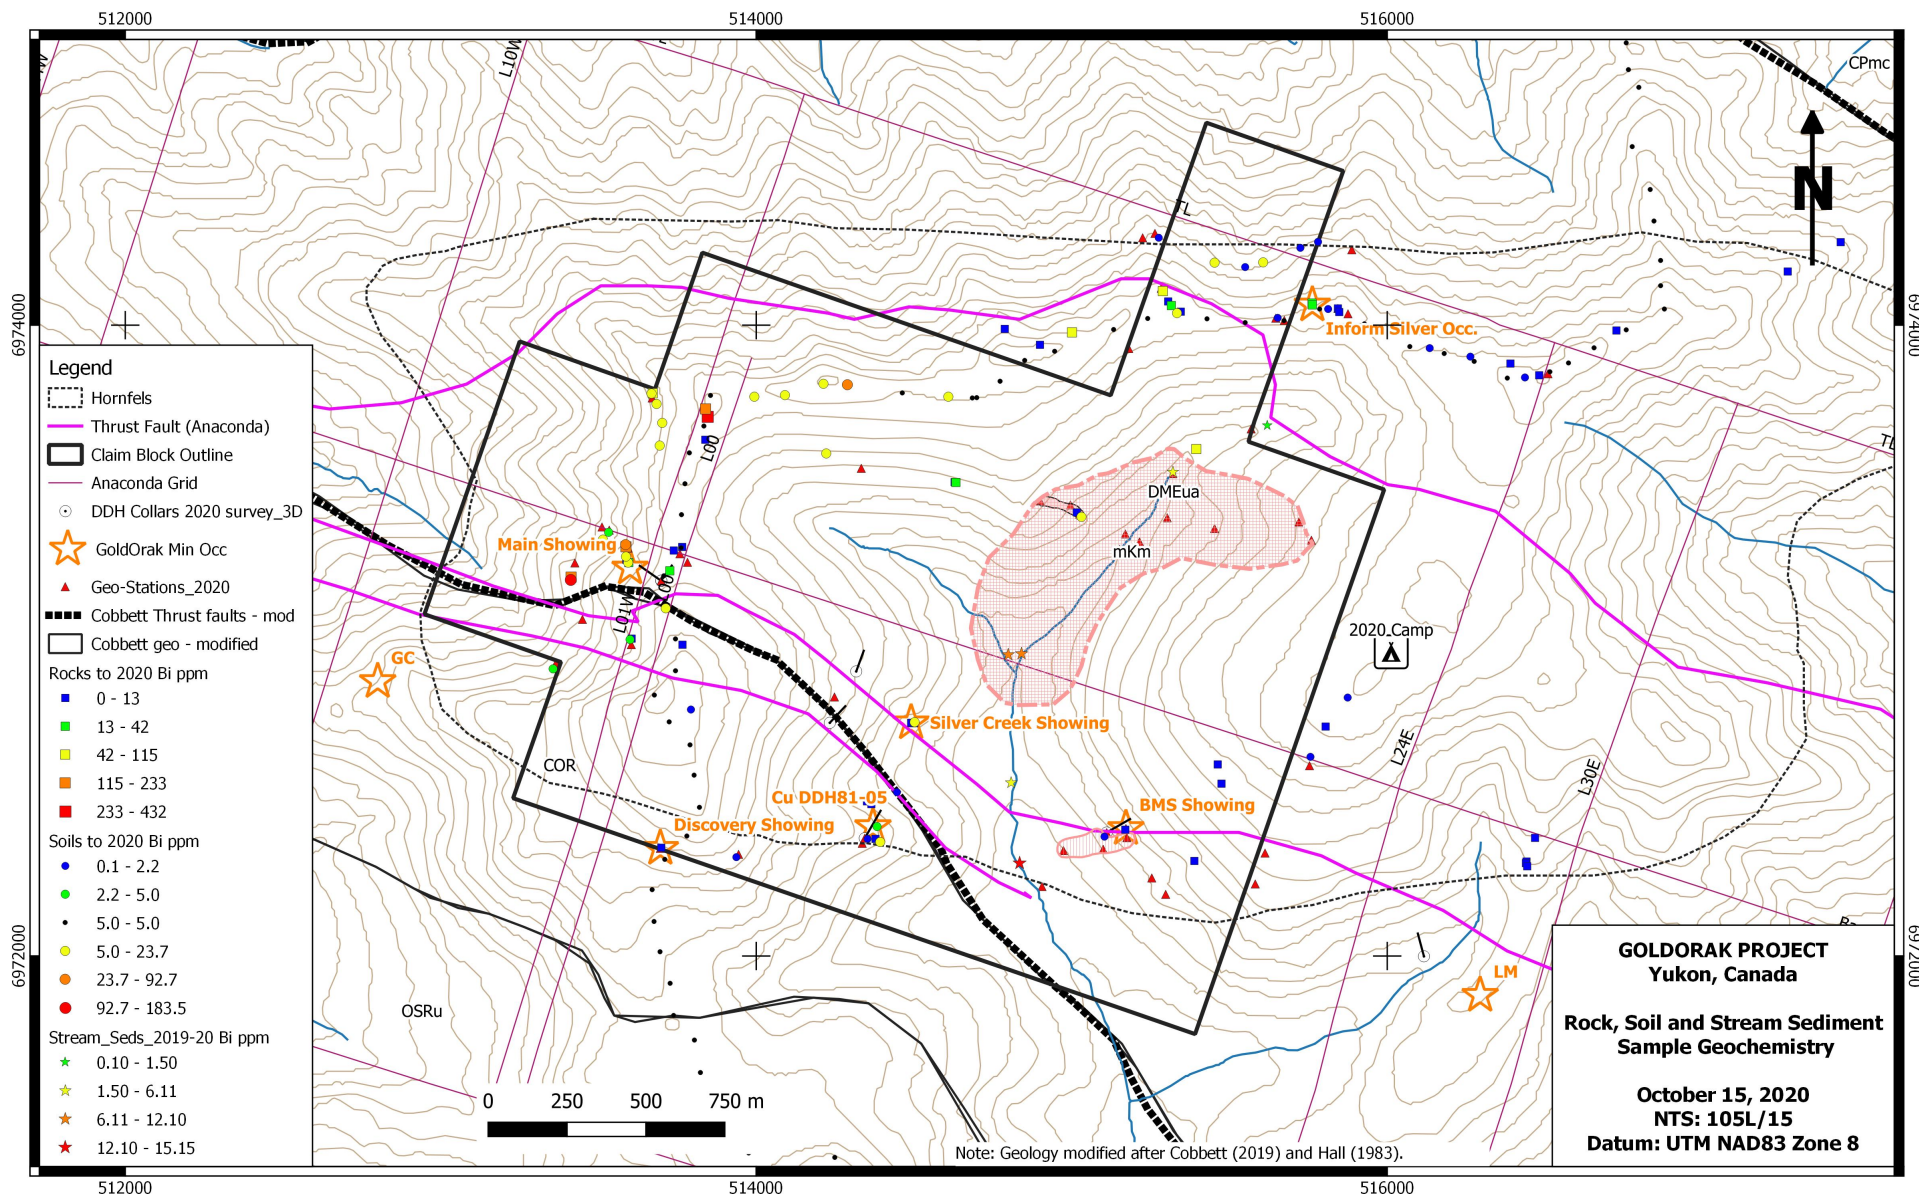 512000
514000
516000
L10W
CPmc
N
TL
6974000
6974000
Inform Silver Occ.
Legend
Hornfels
Thrust Fault (Anaconda)
Claim Block Outline
Anaconda Grid
DDH Collars 2020 survey_3D
GoldOrak Min Occ
Geo-Stations_2020
Cobbett Thrust faults - mod
Cobbett geo - modified
Rocks to 2020 Bi ppm
0 - 13
13 - 42
42 - 115
115 - 233
233 - 432
Soils to 2020 Bi ppm
0.1 - 2.2
2.2 - 5.0
5.0 - 5.0
5.0 - 23.7
23.7 - 92.7
92.7 - 183.5
Stream_Seds_2019-20 Bi ppm
0.10 - 1.50
1.50 - 6.11
6.11 - 12.10
12.10 - 15.15
L00
TL
DMEua
Main Showing
mKm
L01W
2020 Camp
GC
Silver Creek Showing
L24E
COR
L30E
Cu DDH81-05
BMS Showing
Discovery Showing
6972000
6972000
LM
OSRu
0 250 500 750 m
Note: Geology modified after Cobbett (2019) and Hall (1983).
GOLDORAK PROJECT
Yukon, Canada
Rock, Soil and Stream Sediment
Sample Geochemistry
October 15, 2020
NTS: 105L/15
Datum: UTM NAD83 Zone 8
512000
514000
516000